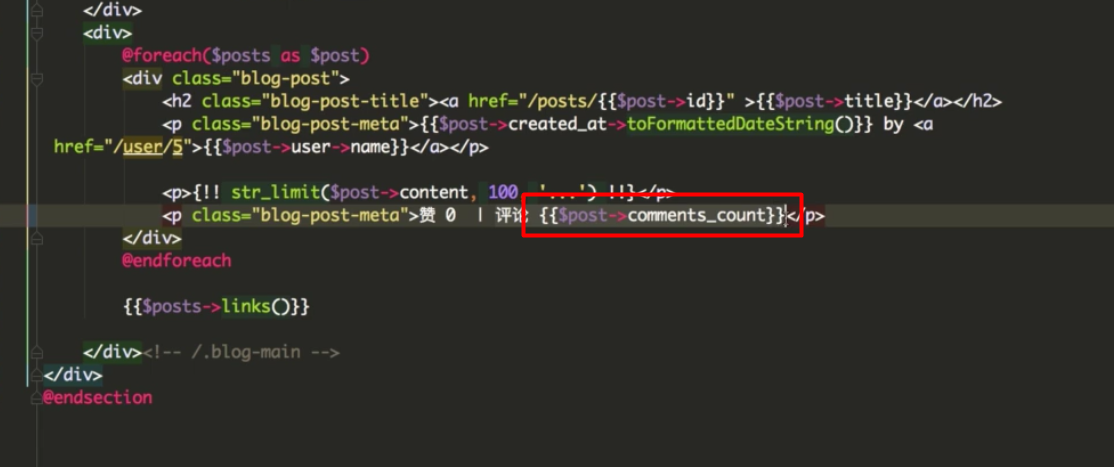 </div>
<div>
@foreach($posts as $post)
<div class="blog-post">
<h2 class="blog-post-title"><a href="/posts/{{$post->id}}" >{{$post->title}}</a></h2>
<p class="blog-post-meta">{{$post->created_at->toFormattedDateString()}} by <a
href="/user/5">{{$post->user->name}}</a></p>
<p>{!! str_limit($post->content, 100, '...') !!}</p>
<p class="blog-post-meta">赞 0 | 评论 {{$post->comments_count}}</p>
</div>
@endforeach
{{$posts->links()}}
</div><!-- /.blog-main -->
</div>
@endsection